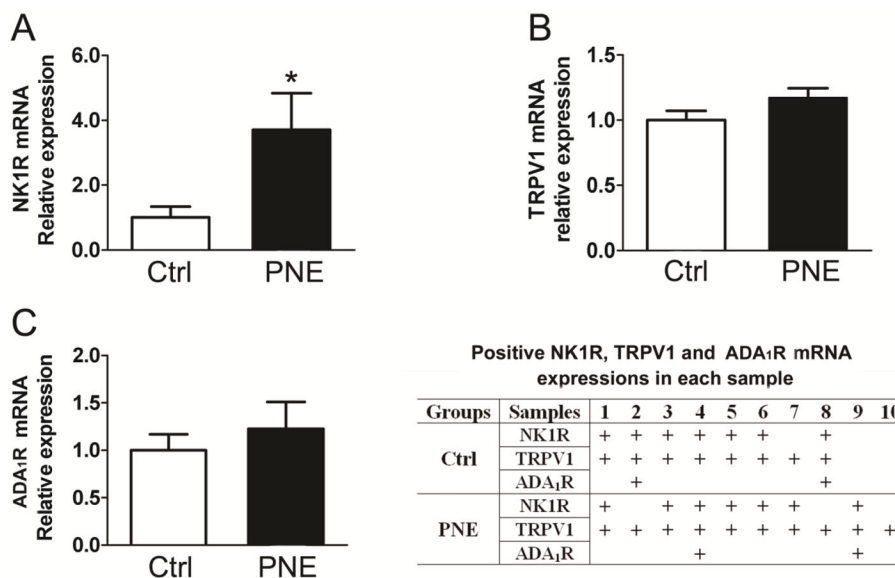 A
NK1R mRNA
Relative expression
6.0
4.0
2.0
0.0
*
Ctrl PNE
B
TRPV1 mRNA
relative expression
1.5
1.0
0.5
0.0
Ctrl PNE
C
ADA₁R mRNA
Relative expression
2.0
1.5
1.0
0.5
0.0
Ctrl PNE
Positive NK1R, TRPV1 and ADA₁R mRNA
expressions in each sample
Groups Samples 1 2 3 4 5 6 7 8 9 10
NK1R + + + + + + +
Ctrl TRPV1 + + + + + + + +
ADA₁R + +
NK1R + + + + + + +
PNE TRPV1 + + + + + + + + + +
ADA₁R + +